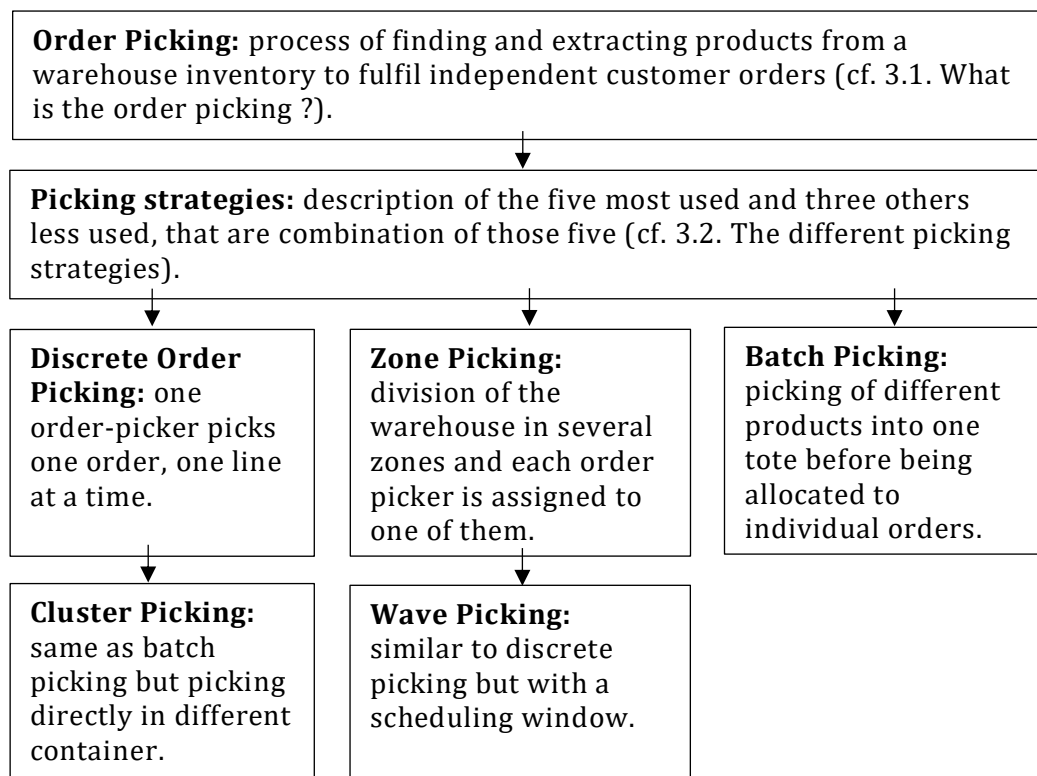 Order Picking: process of finding and extracting products from a
warehouse inventory to fulfil independent customer orders (cf. 3.1. What
is the order picking ?).
Picking strategies: description of the five most used and three others
less used, that are combination of those five (cf. 3.2. The different picking
strategies).
Discrete Order
Picking: one
order-picker picks
one order, one line
at a time.
Zone Picking:
division of the
warehouse in several
zones and each order
picker is assigned to
one of them.
Batch Picking:
picking of different
products into one
tote before being
allocated to
individual orders.
Cluster Picking:
same as batch
picking but picking
directly in different
container.
Wave Picking:
similar to discrete
picking but with a
scheduling window.